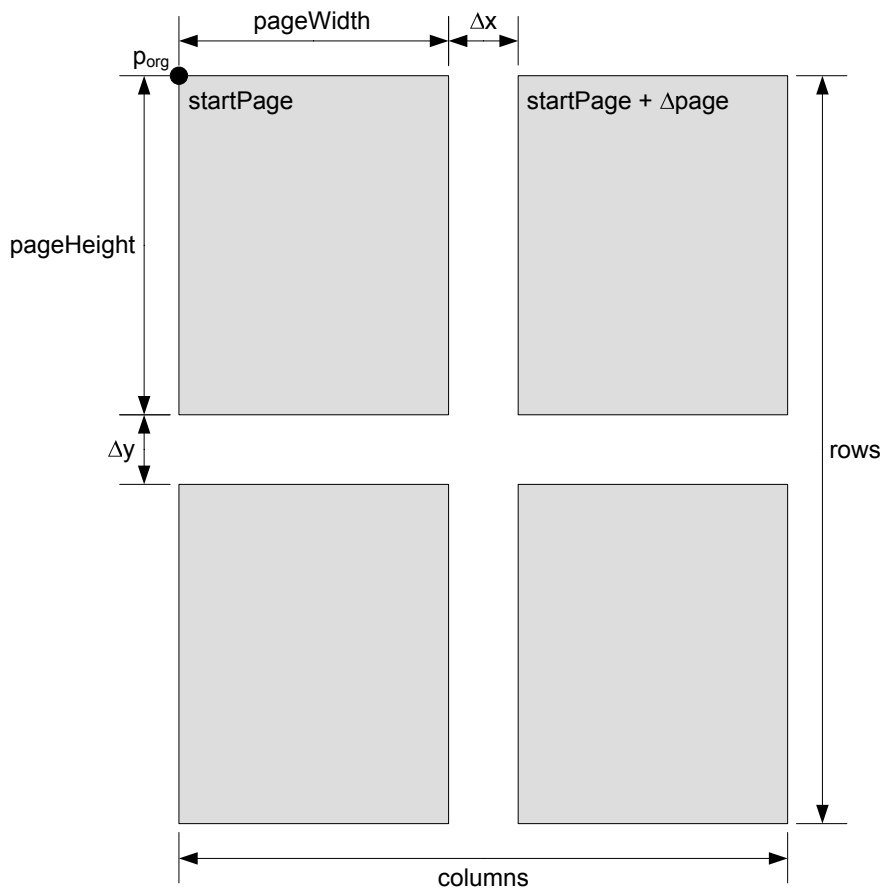 pageWidth
Δx
porg
startPage
startPage + Δpage
pageHeight
Δy
rows
columns